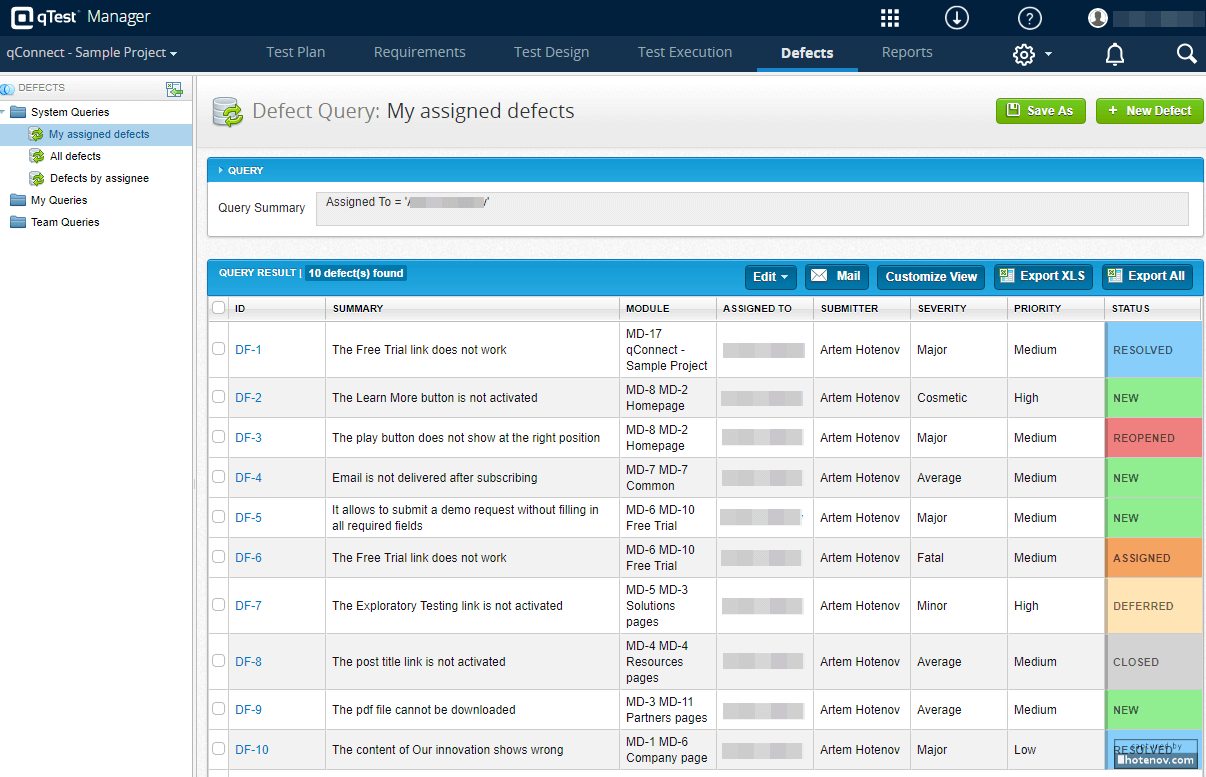 qTest Manager
qConnect - Sample Project
Test Plan
Requirements
Test Design
Test Execution
Defects
Reports
DEFECTS
System Queries
My assigned defects
All defects
Defects by assignee
My Queries
Team Queries
Defect Query: My assigned defects
Save As
+ New Defect
QUERY
Query Summary
Assigned To = '/ /'
QUERY RESULT | 10 defect(s) found
Edit
Mail
Customize View
Export XLS
Export All
ID SUMMARY MODULE ASSIGNED TO SUBMITTER SEVERITY PRIORITY STATUS
MD-17
qConnect -
Sample Project
DF-1 The Free Trial link does not work Artem Hotenov Major Medium RESOLVED
MD-8 MD-2
Homepage
DF-2 The Learn More button is not activated Artem Hotenov Cosmetic High NEW
MD-8 MD-2
Homepage
DF-3 The play button does not show at the right position Artem Hotenov Major Medium REOPENED
MD-7 MD-7
Common
DF-4 Email is not delivered after subscribing Artem Hotenov Average Medium NEW
MD-6 MD-10
Free Trial
DF-5 It allows to submit a demo request without filling in
all required fields Artem Hotenov Major Medium NEW
MD-6 MD-10
Free Trial
DF-6 The Free Trial link does not work Artem Hotenov Fatal Medium ASSIGNED
MD-5 MD-3
Solutions
pages
DF-7 The Exploratory Testing link is not activated Artem Hotenov Minor High DEFERRED
MD-4 MD-4
Resources
pages
DF-8 The post title link is not activated Artem Hotenov Average Medium CLOSED
MD-3 MD-11
Partners pages
DF-9 The pdf file cannot be downloaded Artem Hotenov Average Medium NEW
MD-1 MD-6
Company page
DF-10 The content of Our innovation shows wrong Artem Hotenov Major Low RESOLVED
hotenov.com